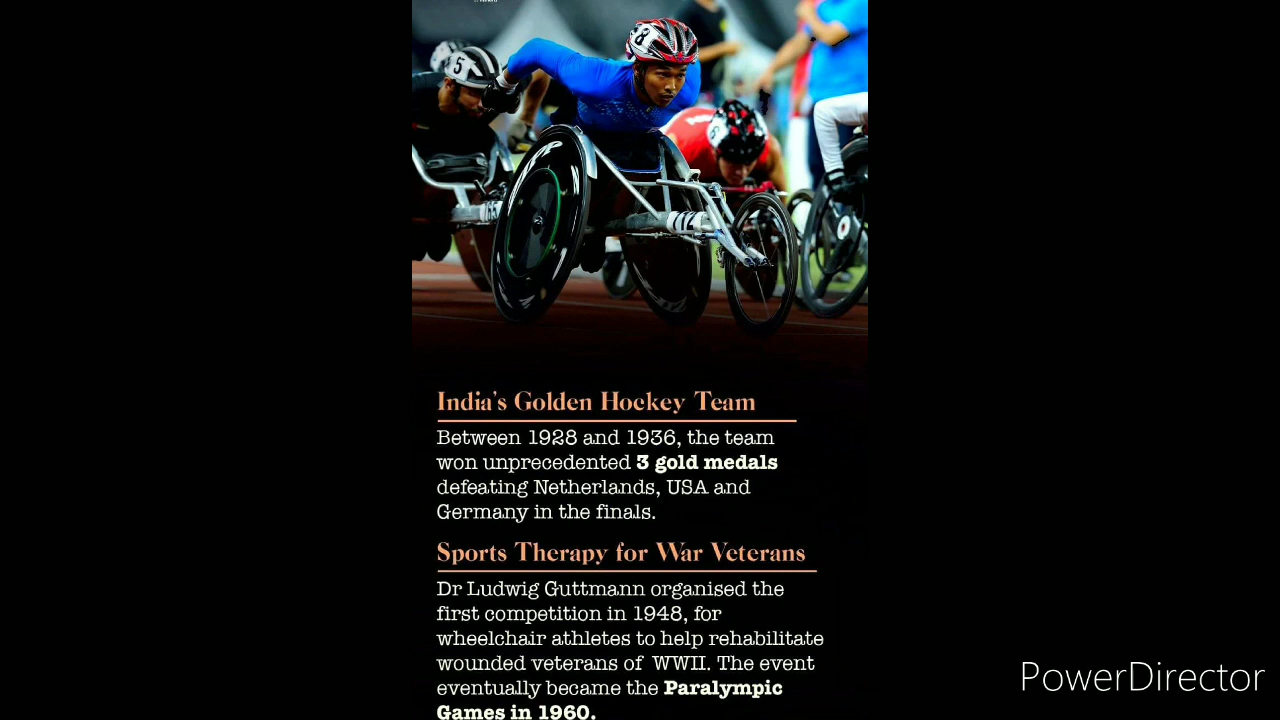 5
8
112
India's Golden Hockey Team
Between 1928 and 1936, the team
won unprecedented 3 gold medals
defeating Netherlands, USA and
Germany in the finals.
Sports Therapy for War Veterans
Dr Ludwig Guttmann organised the
first competition in 1948, for
wheelchair athletes to help rehabilitate
wounded veterans of WWII. The event
eventually became the Paralympic
Games in 1960.
PowerDirector